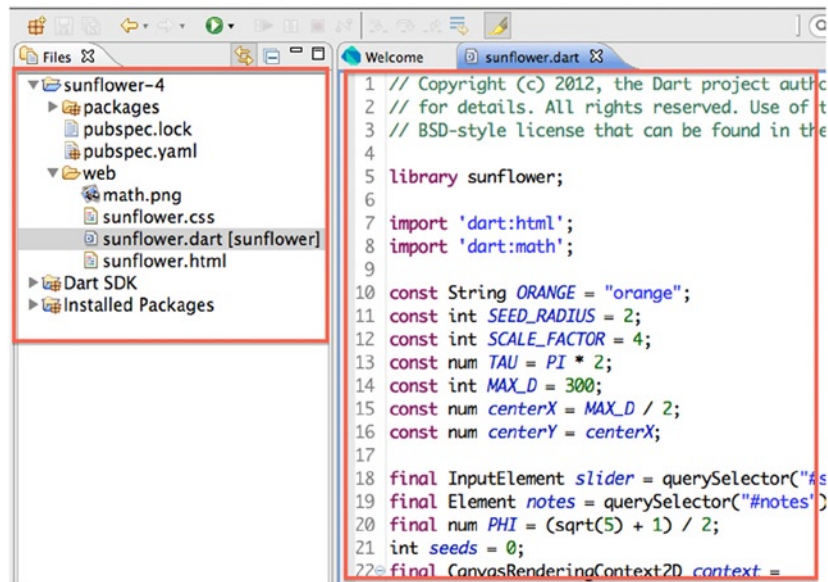 Files
sunflower-4
packages
pubspec.lock
pubspec.yaml
web
math.png
sunflower.css
sunflower.dart [sunflower]
sunflower.html
Dart SDK
Installed Packages
Welcome
sunflower.dart
1 // Copyright (c) 2012, the Dart project autho
2 // for details. All rights reserved. Use of t
3 // BSD-style license that can be found in the
4
5 library sunflower;
6
7 import 'dart:html';
8 import 'dart:math';
9
10 const String ORANGE = "orange";
11 const int SEED_RADIUS = 2;
12 const int SCALE_FACTOR = 4;
13 const num TAU = PI * 2;
14 const int MAX_D = 300;
15 const num centerX = MAX_D / 2;
16 const num centerY = centerX;
17
18 final InputElement slider = querySelector("#s
19 final Element notes = querySelector("#notes")
20 final num PHI = (sqrt(5) + 1) / 2;
21 int seeds = 0;
22 final CanvasRenderingContext2D context =